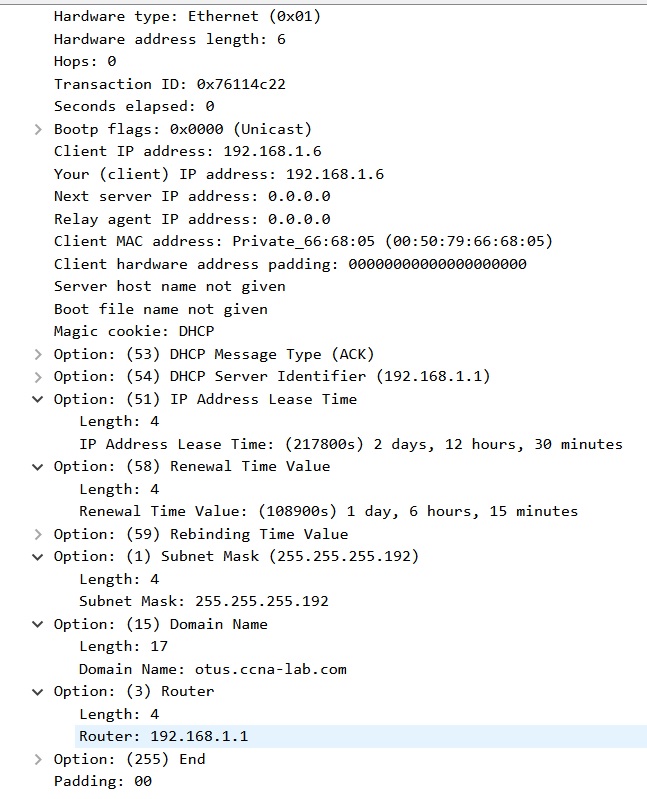 Hardware type: Ethernet (0x01)
Hardware address length: 6
Hops: 0
Transaction ID: 0x76114c22
Seconds elapsed: 0
Bootp flags: 0x0000 (Unicast)
Client IP address: 192.168.1.6
Your (client) IP address: 192.168.1.6
Next server IP address: 0.0.0.0
Relay agent IP address: 0.0.0.0
Client MAC address: Private_66:68:05 (00:50:79:66:68:05)
Client hardware address padding: 00000000000000000000
Server host name not given
Boot file name not given
Magic cookie: DHCP
Option: (53) DHCP Message Type (ACK)
Option: (54) DHCP Server Identifier (192.168.1.1)
Option: (51) IP Address Lease Time
Length: 4
IP Address Lease Time: (217800s) 2 days, 12 hours, 30 minutes
Option: (58) Renewal Time Value
Length: 4
Renewal Time Value: (108900s) 1 day, 6 hours, 15 minutes
Option: (59) Rebinding Time Value
Option: (1) Subnet Mask (255.255.255.192)
Length: 4
Subnet Mask: 255.255.255.192
Option: (15) Domain Name
Length: 17
Domain Name: otus.ccna-lab.com
Option: (3) Router
Length: 4
Router: 192.168.1.1
Option: (255) End
Padding: 00